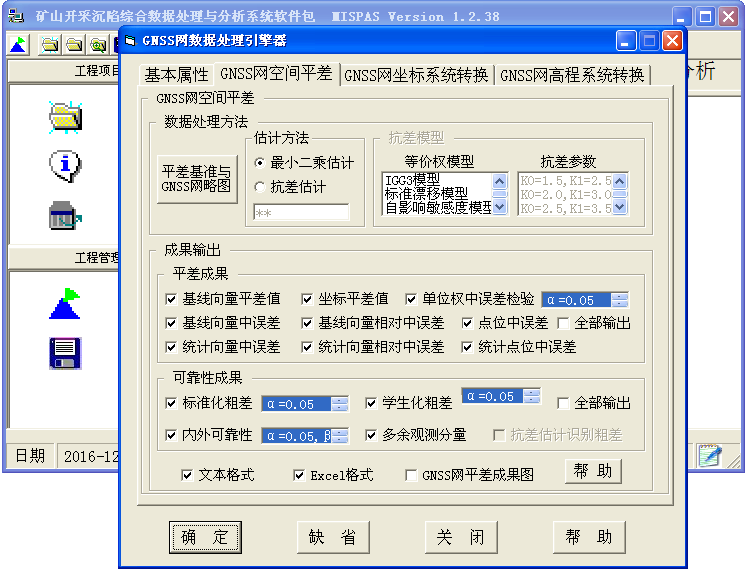 矿山开采沉陷综合数据处理与分析系统软件包 MISPAS Version 1.2.38
GNSS网数据处理引擎器
工程项目
分析
基本属性 GNSS网空间平差 GNSS网坐标系统转换 GNSS网高程系统转换
GNSS网空间平差
数据处理方法
平差基准与
GNSS网略图
估计方法
最小二乘估计
抗差估计
**
抗差模型
等价权模型 抗差参数
IGG3模型 K0=1.5,K1=2.5
标准漂移模型 K0=2.0,K1=3.0
自影响敏感度模型 K0=2.5,K1=3.5
工程管理
成果输出
平差成果
基线向量平差值 坐标平差值 单位权中误差检验 α=0.05
基线向量中误差 基线向量相对中误差 点位中误差 全部输出
统计向量中误差 统计向量相对中误差 统计点位中误差
可靠性成果
标准化粗差 α=0.05 学生化粗差 α=0.05 全部输出
内外可靠性 α=0.05,β 多余观测分量 抗差估计识别粗差
文本格式 Excel格式 GNSS网平差成果图 帮 助
日期 2016-12
确 定 缺 省 关 闭 帮 助